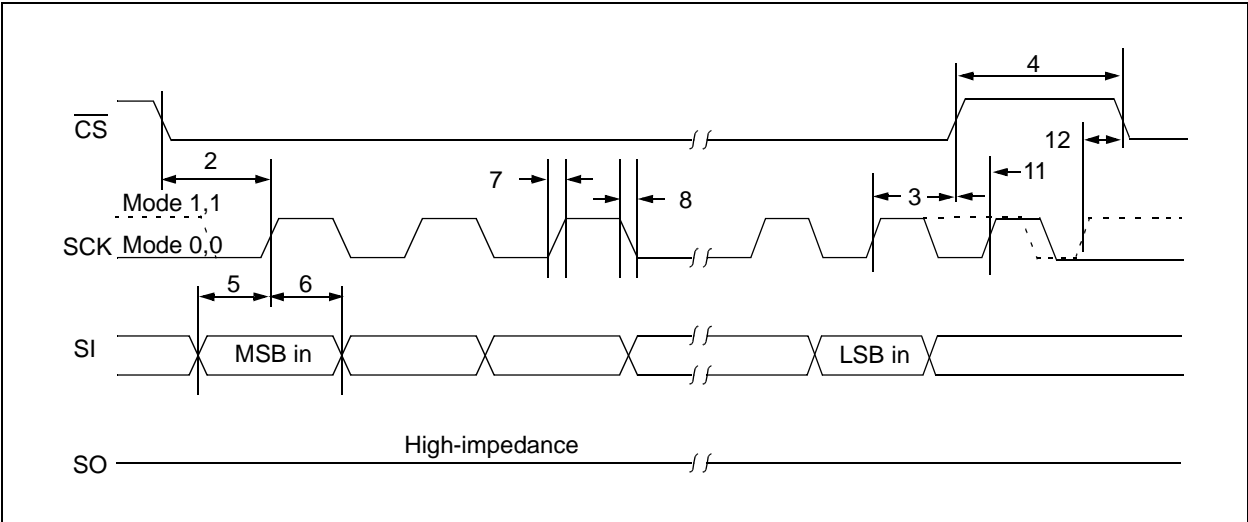 4
CS
12
2
11
7
8
3
Mode 1,1
SCK Mode 0,0
5
6
SI
MSB in
LSB in
High-impedance
SO